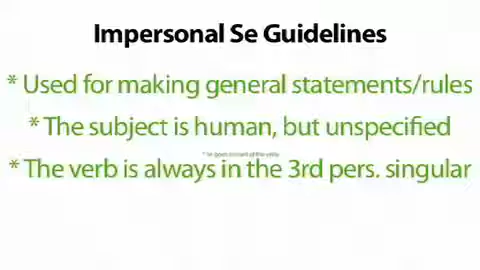 Impersonal Se Guidelines
* Used for making general statements/rules
* The subject is human, but unspecified
* The verb is always in the 3rd pers. singular